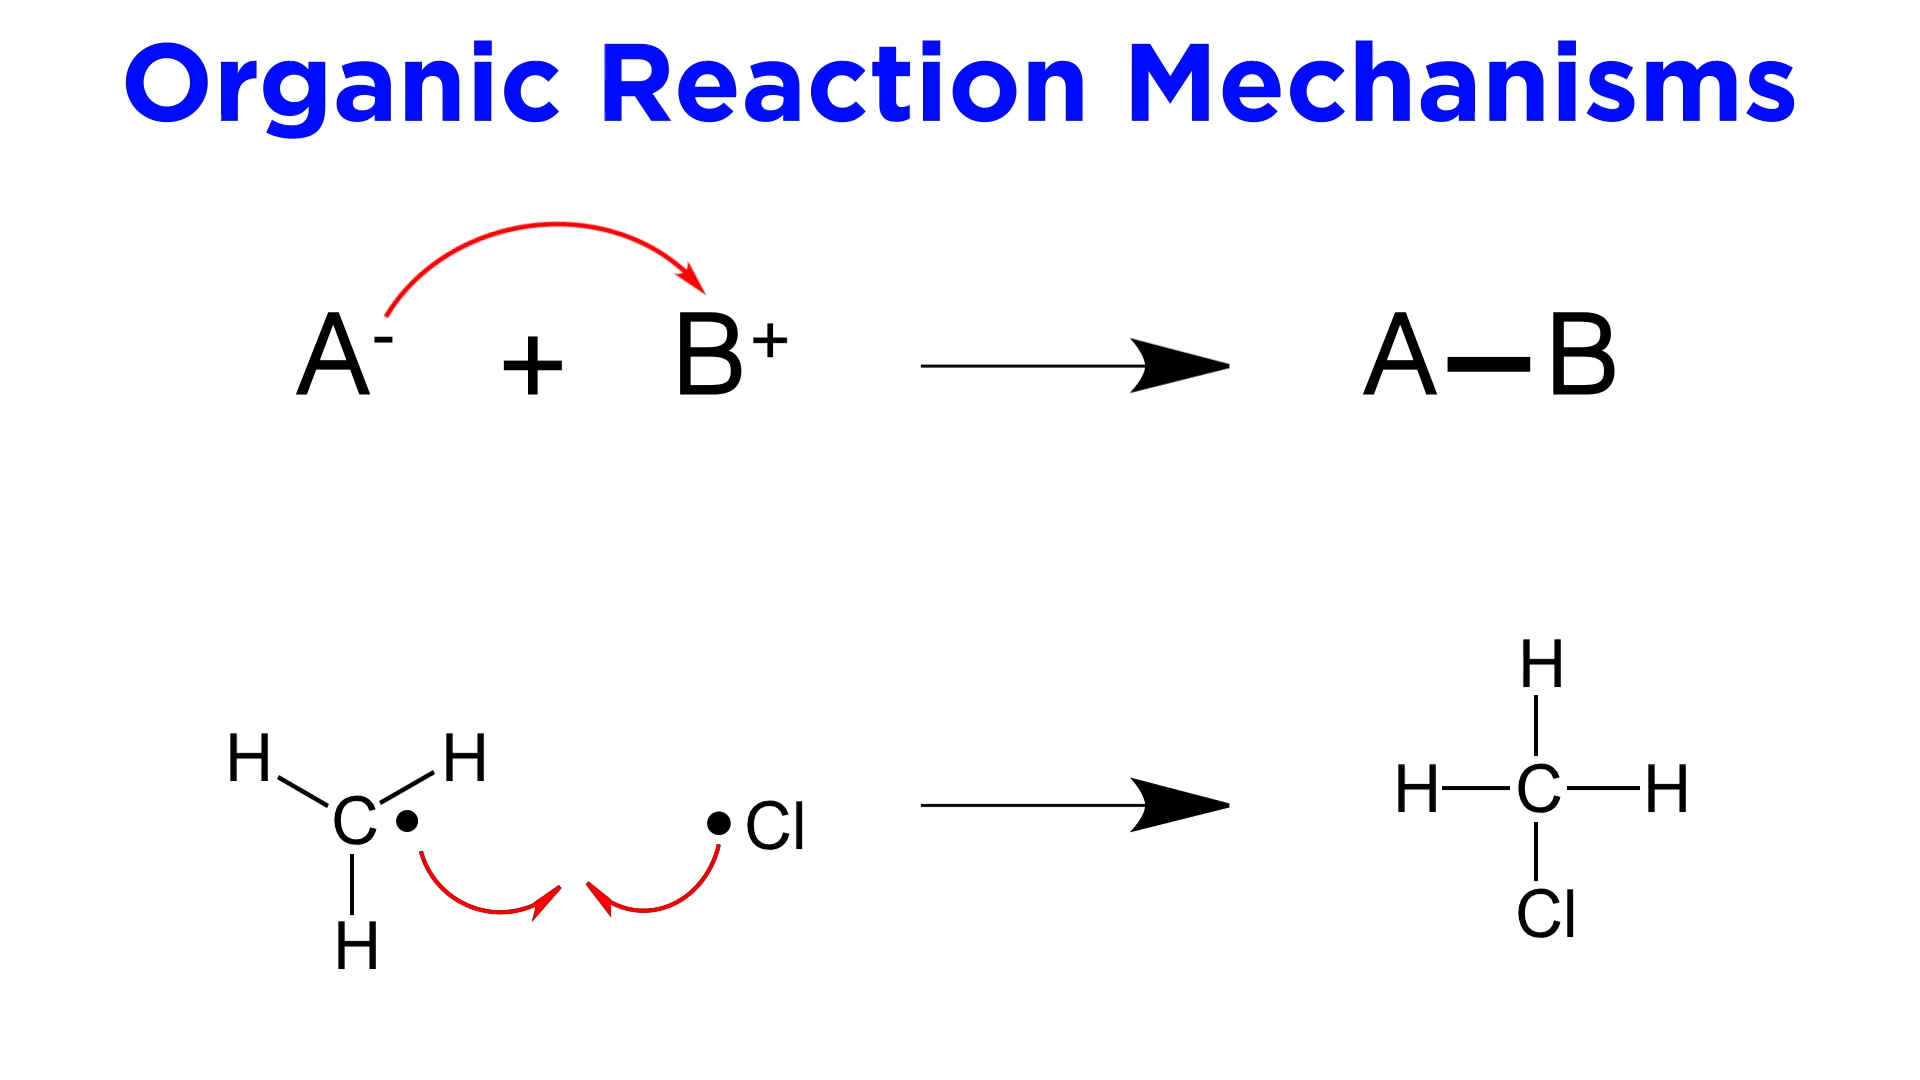 Organic Reaction Mechanisms
A- + B+ A–B
H
H H
C• •Cl H–C–H
H Cl